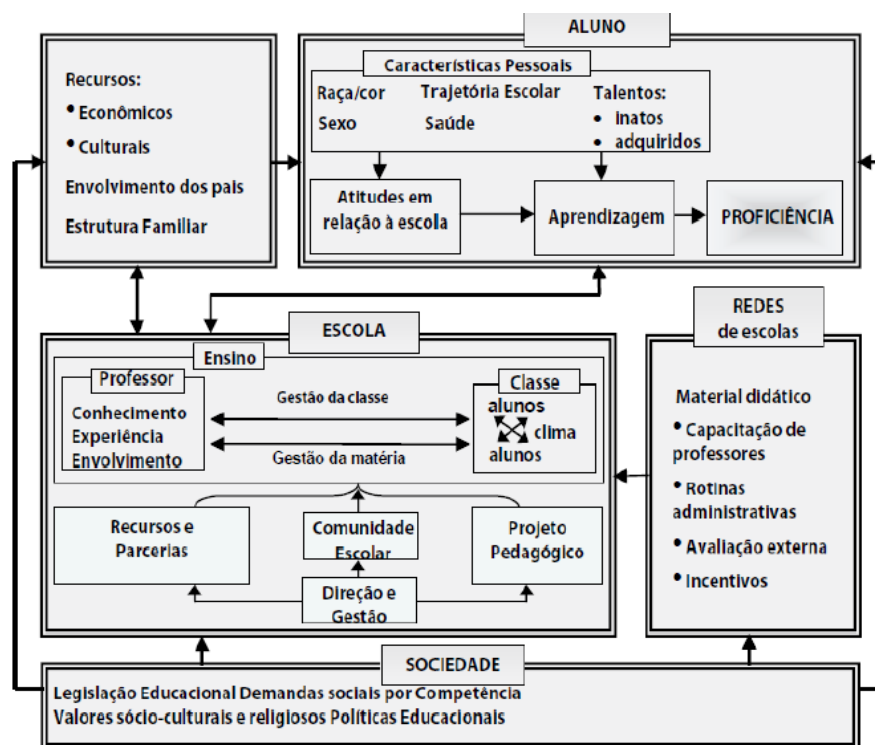 ALUNO
Recursos:
• Econômicos
• Culturais
Envolvimento dos pais
Estrutura Familiar
Características Pessoais
Raça/cor
Trajetória Escolar
Talentos:
Sexo
Saúde
• inatos
• adquiridos
Atitudes em
relação à escola
Aprendizagem
PROFICIÊNCIA
ESCOLA
Ensino
Professor
Conhecimento
Experiência
Envolvimento
Gestão da classe
Gestão da matéria
Classe
alunos
clima
alunos
Recursos e
Parcerias
Comunidade
Escolar
Projeto
Pedagógico
Direção e
Gestão
REDES
de escolas
Material didático
• Capacitação de
professores
• Rotinas
administrativas
• Avaliação externa
• Incentivos
SOCIEDADE
Legislação Educacional Demandas sociais por Competência
Valores sócio-culturais e religiosos Políticas Educacionais